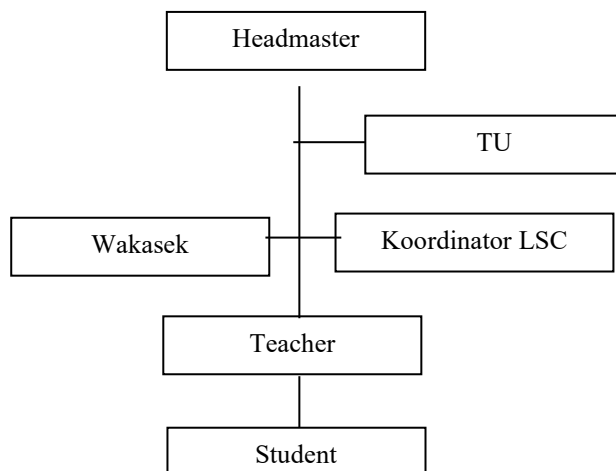 Headmaster
TU
Wakasek
Koordinator LSC
Teacher
Student